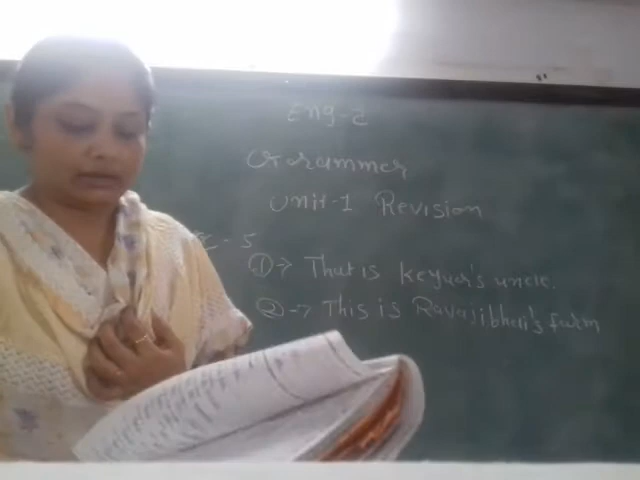 Eng-2
Grammer
Unit-1 Revision
- 5
① → That is Keyur's uncle.
② → This is Ravajibhai's farm